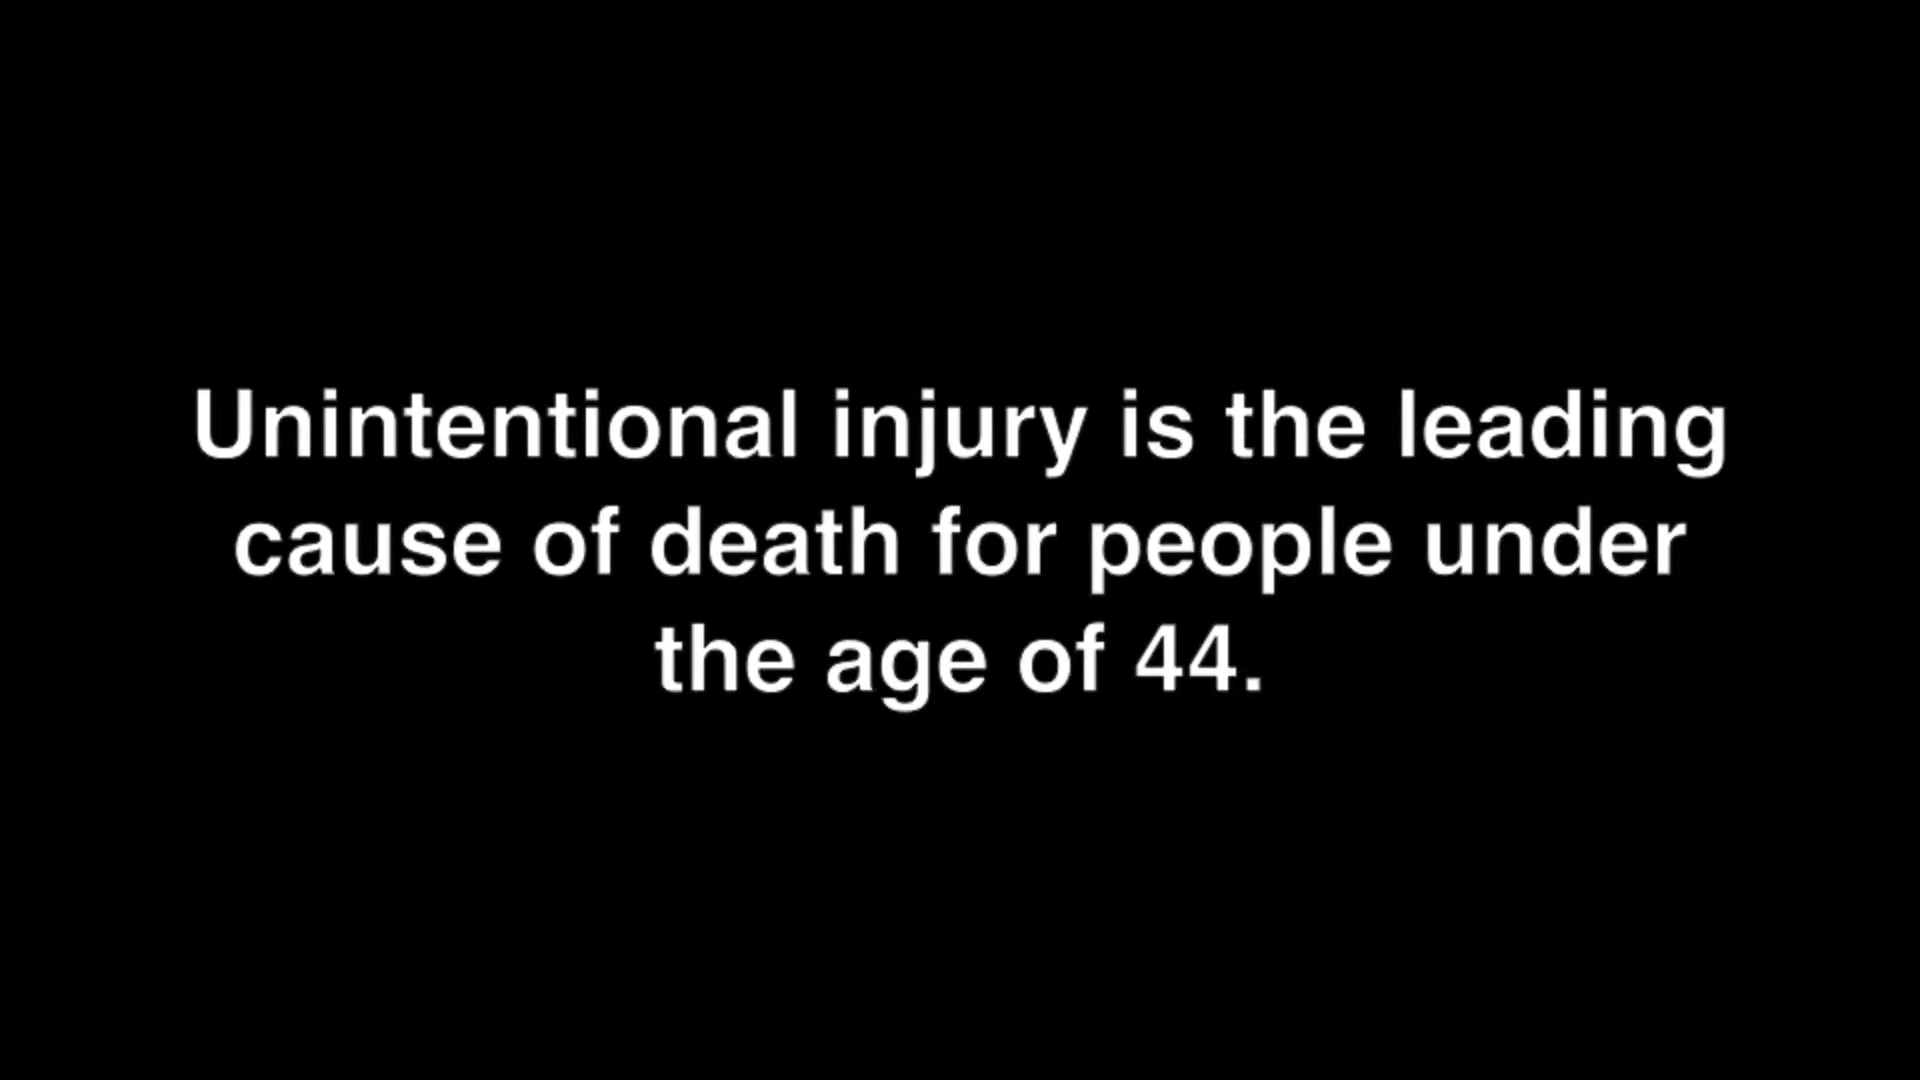 Unintentional injury is the leading
cause of death for people under
the age of 44.